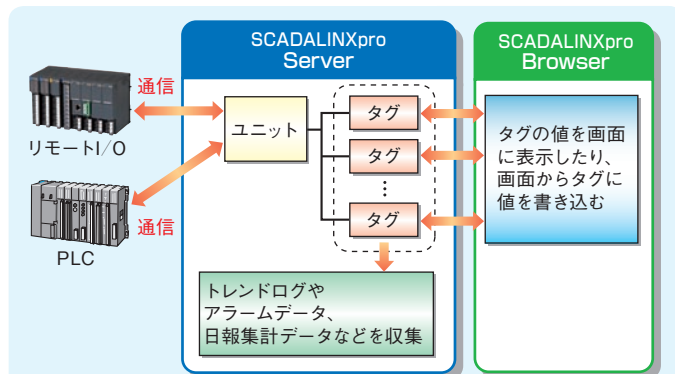 SCADALINXpro
Server
SCADALINXpro
Browser
通信
リモートI/O
通信
PLC
ユニット
タグ
タグ
⋮
タグ
タグの値を画面
に表示したり、
画面からタグに
値を書き込む
トレンドログや
アラームデータ、
日報集計データなどを収集